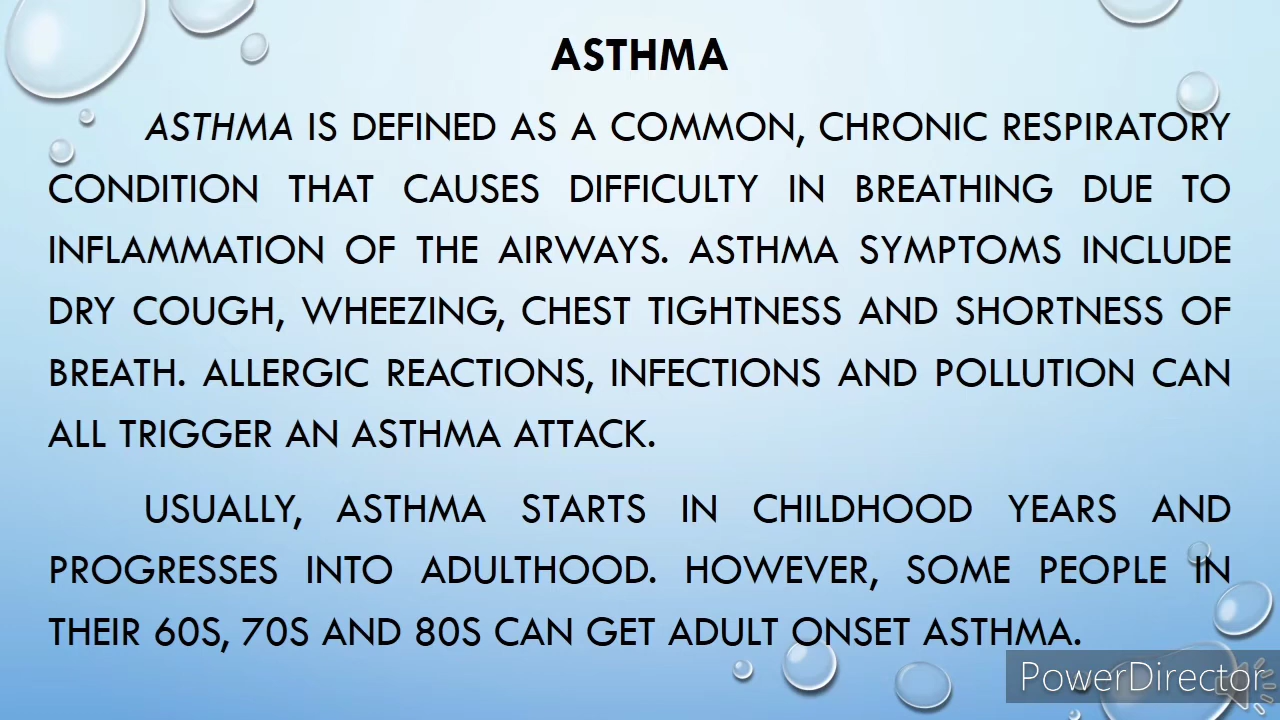 ASTHMA
ASTHMA IS DEFINED AS A COMMON, CHRONIC RESPIRATORY
CONDITION THAT CAUSES DIFFICULTY IN BREATHING DUE TO
INFLAMMATION OF THE AIRWAYS. ASTHMA SYMPTOMS INCLUDE
DRY COUGH, WHEEZING, CHEST TIGHTNESS AND SHORTNESS OF
BREATH. ALLERGIC REACTIONS, INFECTIONS AND POLLUTION CAN
ALL TRIGGER AN ASTHMA ATTACK.
USUALLY, ASTHMA STARTS IN CHILDHOOD YEARS AND
PROGRESSES INTO ADULTHOOD. HOWEVER, SOME PEOPLE IN
THEIR 60S, 70S AND 80S CAN GET ADULT ONSET ASTHMA.
PowerDirector